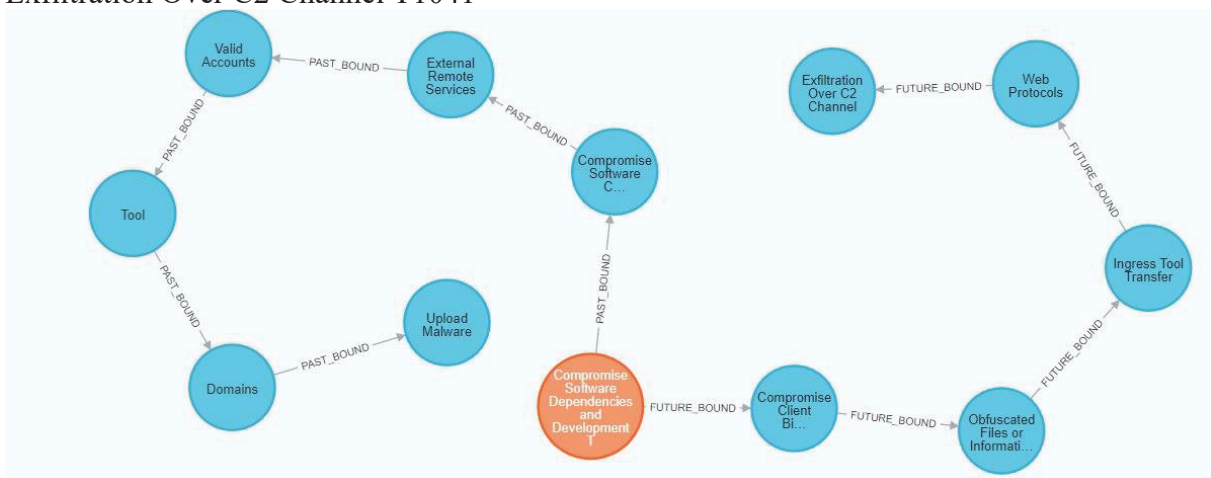 Exfiltration Over C2 Channel T1041
Valid
Accounts
PAST_BOUND
External
Remote
Services
PAST_BOUND
Compromise
Software
C...
PAST_BOUND
Tool
PAST_BOUND
Domains
PAST_BOUND
Upload
Malware
PAST_BOUND
Compromise
Software
Dependencies
and
Development
T
FUTURE_BOUND
Compromise
Client
Bi...
FUTURE_BOUND
Obfuscated
Files or
Informati...
FUTURE_BOUND
Ingress Tool
Transfer
FUTURE_BOUND
Web
Protocols
FUTURE_BOUND
Exfiltration
Over C2
Channel